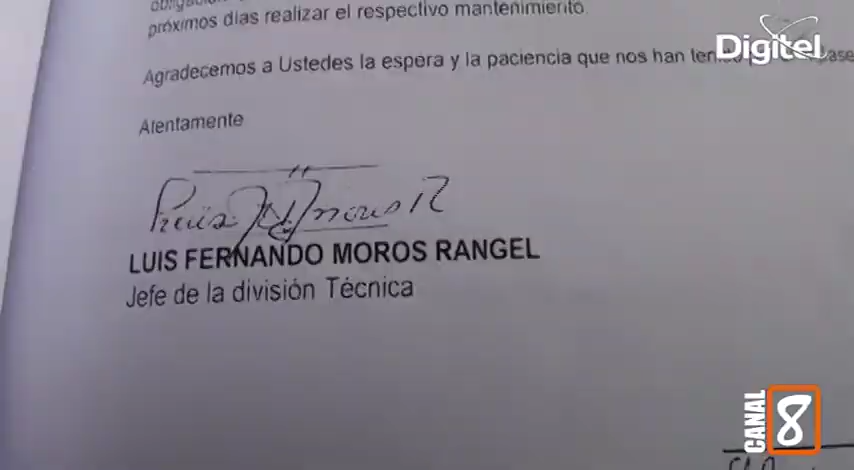 próximos días realizar el respectivo mantenimiento
Agradecemos a Ustedes la espera y la paciencia que nos han
Digitel
Atentamente
LUIS FERNANDO MOROS RANGEL
Jefe de la división Técnica
CANAL 8